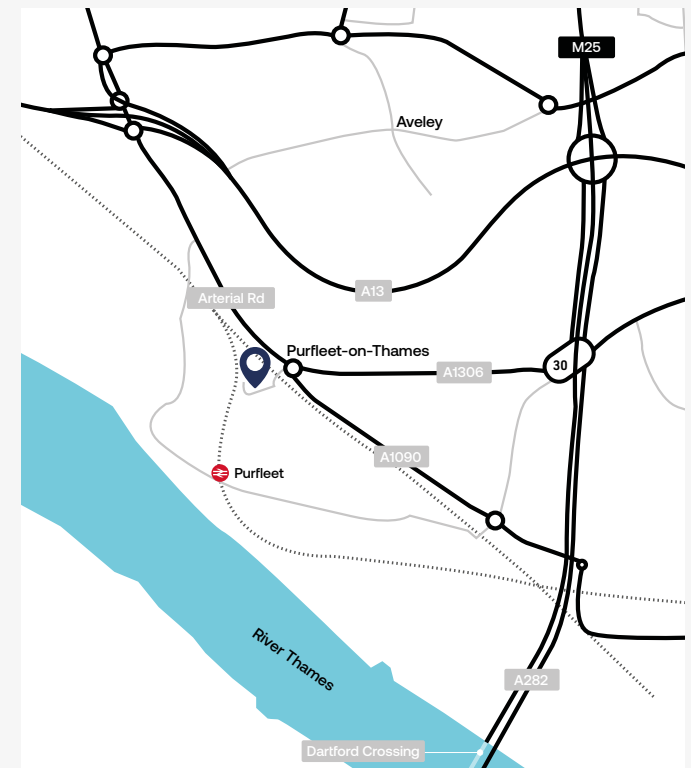 M25
Aveley
A13
Arterial Rd
Purfleet-on-Thames
30
A1306
A1090
Purfleet
River Thames
A282
Dartford Crossing